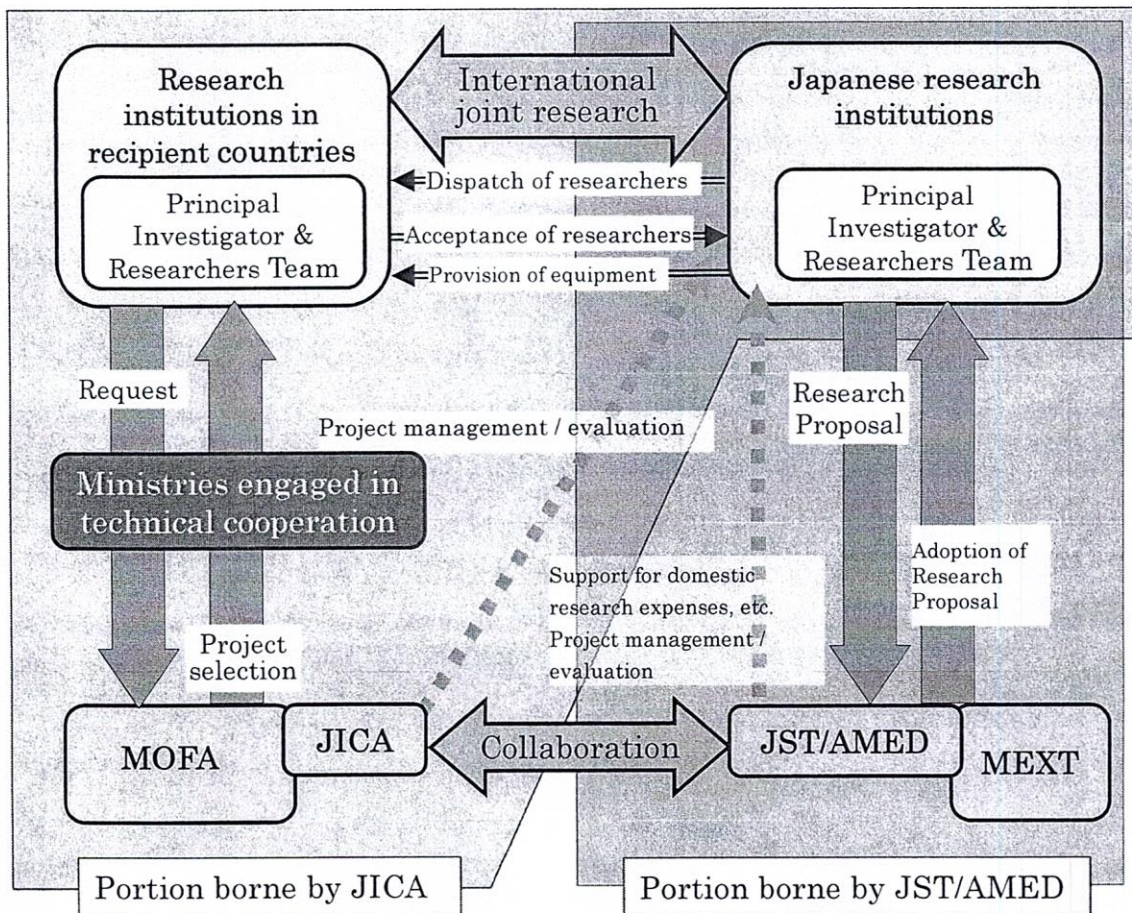 Research
institutions in
recipient countries
Principal
Investigator &
Researchers Team
International
joint research
Japanese research
institutions
Principal
Investigator &
Researchers Team
Dispatch of researchers
Acceptance of researchers
Provision of equipment
Request
Project management / evaluation
Research
Proposal
Ministries engaged in
technical cooperation
Adoption of
Research
Proposal
Support for domestic
research expenses, etc.
Project management /
evaluation
Project
selection
MOFA
JICA
Collaboration
JST/AMED
MEXT
Portion borne by JICA
Portion borne by JST/AMED